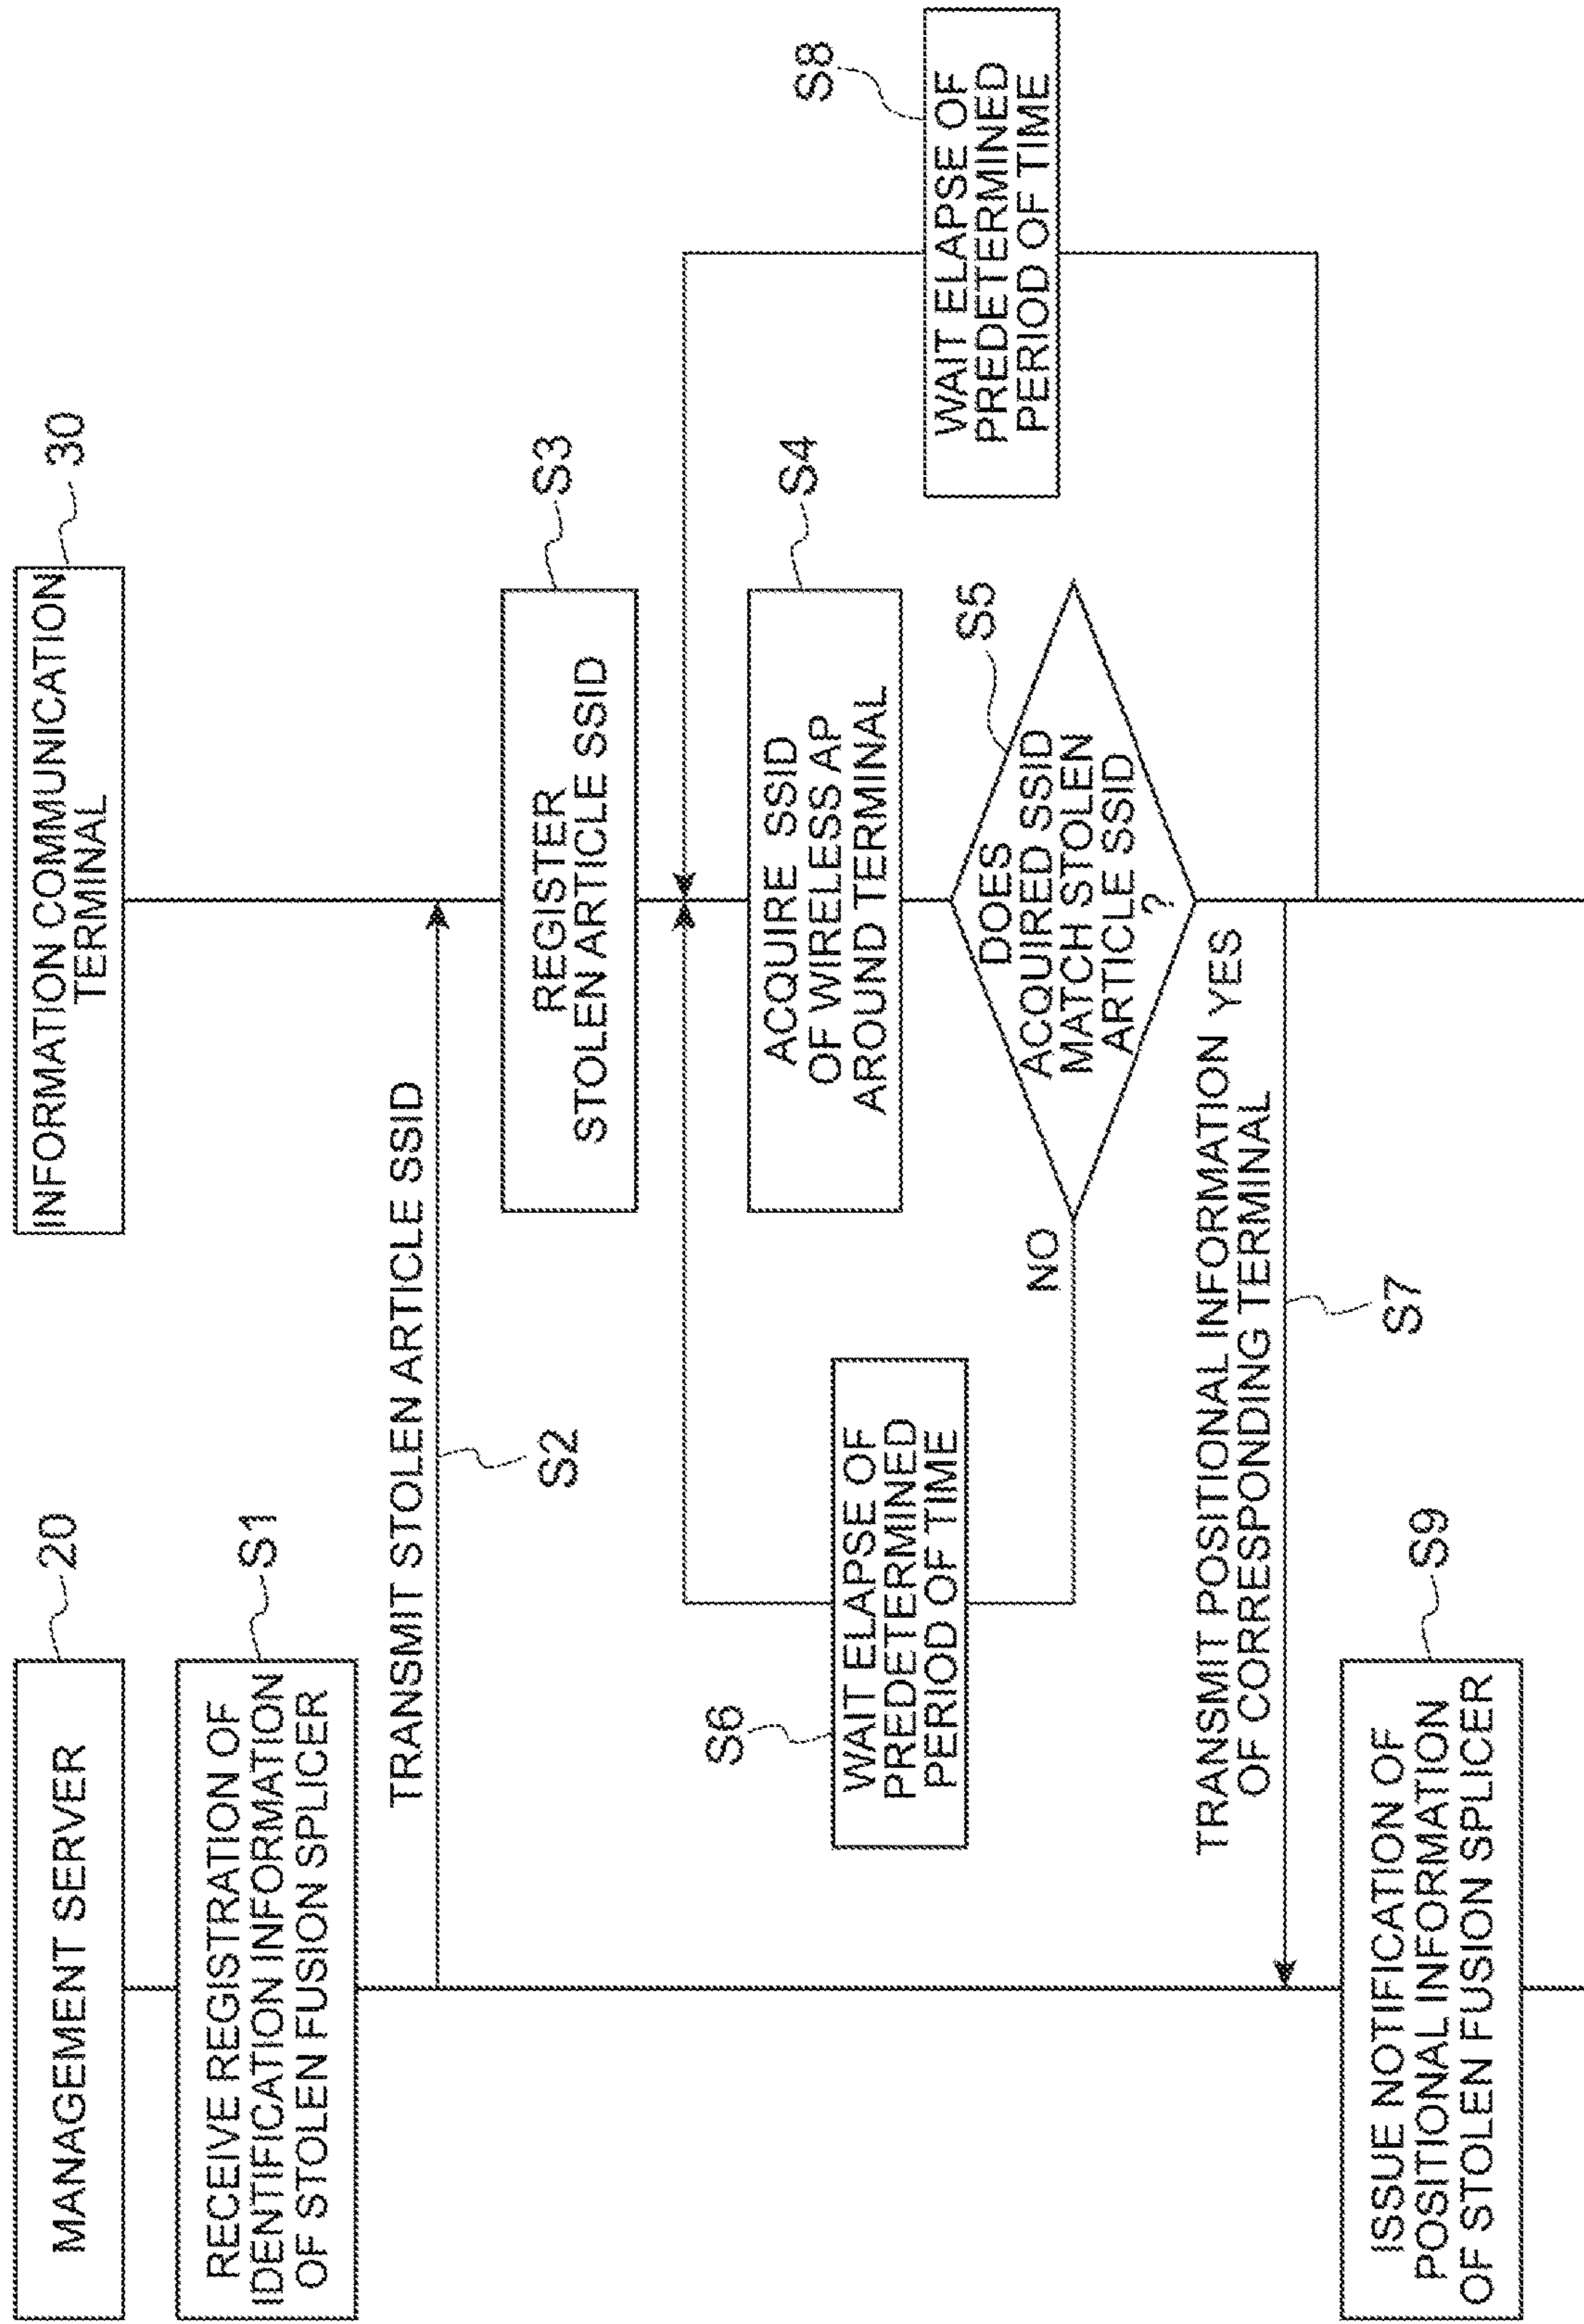 MANAGEMENT SERVER
20
INFORMATION COMMUNICATION
TERMINAL
30
RECEIVE REGISTRATION OF
IDENTIFICATION INFORMATION
OF STOLEN FUSION SPLICER
S1
TRANSMIT STOLEN ARTICLE SSID
S2
REGISTER
STOLEN ARTICLE SSID
S3
ACQUIRE SSID
OF WIRELESS AP
AROUND TERMINAL
S4
DOES
ACQUIRED SSID
MATCH STOLEN
ARTICLE SSID
?
S5
NO
WAIT ELAPSE OF
PREDETERMINED
PERIOD OF TIME
S6
YES
TRANSMIT POSITIONAL INFORMATION
OF CORRESPONDING TERMINAL
S7
WAIT ELAPSE OF
PREDETERMINED
PERIOD OF TIME
S8
ISSUE NOTIFICATION OF
POSITIONAL INFORMATION
OF STOLEN FUSION SPLICER
S9